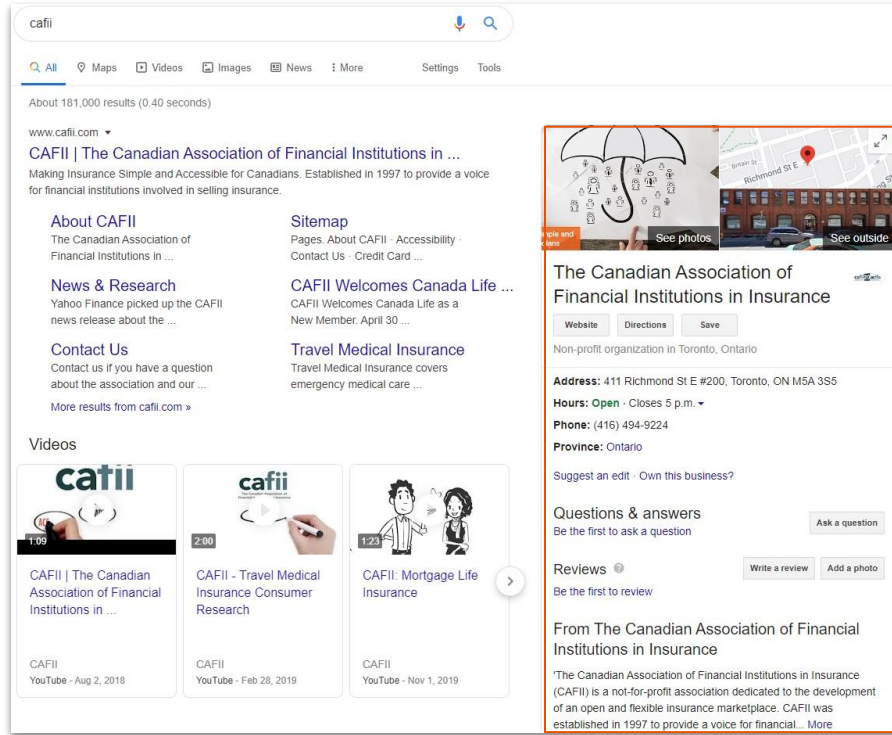 cafii
All
Maps
Videos
Images
News
More
Settings
Tools
About 181,000 results (0.40 seconds)
www.cafii.com
CAFII | The Canadian Association of Financial Institutions in ...
Making Insurance Simple and Accessible for Canadians. Established in 1997 to provide a voice
for financial institutions involved in selling insurance.
About CAFII
The Canadian Association of
Financial Institutions in ...
Sitemap
Pages. About CAFII · Accessibility ·
Contact Us · Credit Card ...
News & Research
Yahoo Finance picked up the CAFII
news release about the ...
CAFII Welcomes Canada Life ...
CAFII Welcomes Canada Life as a
New Member. April 30 ...
Contact Us
Contact us if you have a question
about the association and our ...
Travel Medical Insurance
Travel Medical Insurance covers
emergency medical care ...
More results from cafii.com »
Videos
cafii
1:09
CAFII | The Canadian
Association of Financial
Institutions in ...
CAFII
YouTube - Aug 2, 2018
cafii
2:00
CAFII - Travel Medical
Insurance Consumer
Research
CAFII
YouTube - Feb 28, 2019
1:23
CAFII: Mortgage Life
Insurance
CAFII
YouTube - Nov 1, 2019
See photos
Britain St
Richmond St E
See outside
The Canadian Association of
Financial Institutions in Insurance
Website
Directions
Save
Non-profit organization in Toronto, Ontario
Address: 411 Richmond St E #200, Toronto, ON M5A 3S5
Hours: Open · Closes 5 p.m.
Phone: (416) 494-9224
Province: Ontario
Suggest an edit · Own this business?
Questions & answers
Be the first to ask a question
Ask a question
Reviews
Write a review
Add a photo
Be the first to review
From The Canadian Association of Financial
Institutions in Insurance
'The Canadian Association of Financial Institutions in Insurance
(CAFII) is a not-for-profit association dedicated to the development
of an open and flexible insurance marketplace. CAFII was
established in 1997 to provide a voice for financial... More